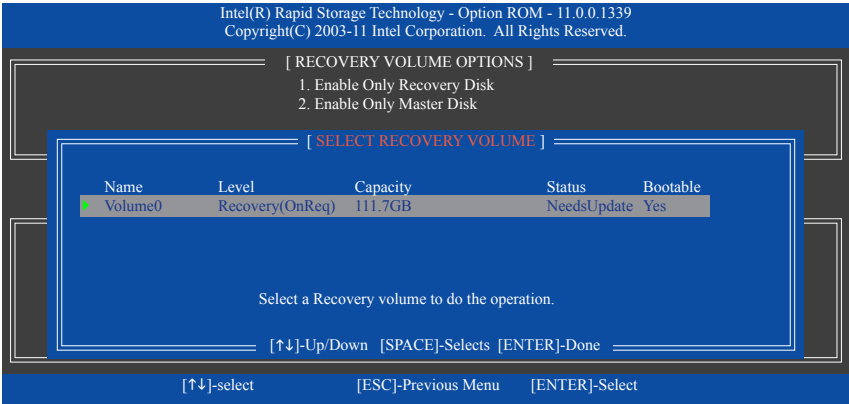 Intel(R) Rapid Storage Technology - Option ROM - 11.0.0.1339
Copyright(C) 2003-11 Intel Corporation. All Rights Reserved.
[ RECOVERY VOLUME OPTIONS ]
1. Enable Only Recovery Disk
2. Enable Only Master Disk
[ SELECT RECOVERY VOLUME ]
Name Level Capacity Status Bootable
Volume0 Recovery(OnReq) 111.7GB NeedsUpdate Yes
Select a Recovery volume to do the operation.
[↑↓]-Up/Down [SPACE]-Selects [ENTER]-Done
[↑↓]-select [ESC]-Previous Menu [ENTER]-Select